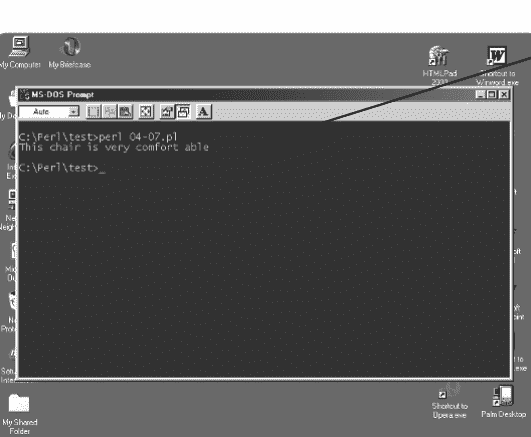 My Computer
My Briefcase
HTMLPad
Shortcut to
Winword.exe
MS-DOS Prompt
Auto
A
C:\Perl\test>perl 04-07.pl
This chair is very comfort able
C:\Perl\test>_
Shortcut to
Opera.exe
Palm Desktop
My Shared
Folder